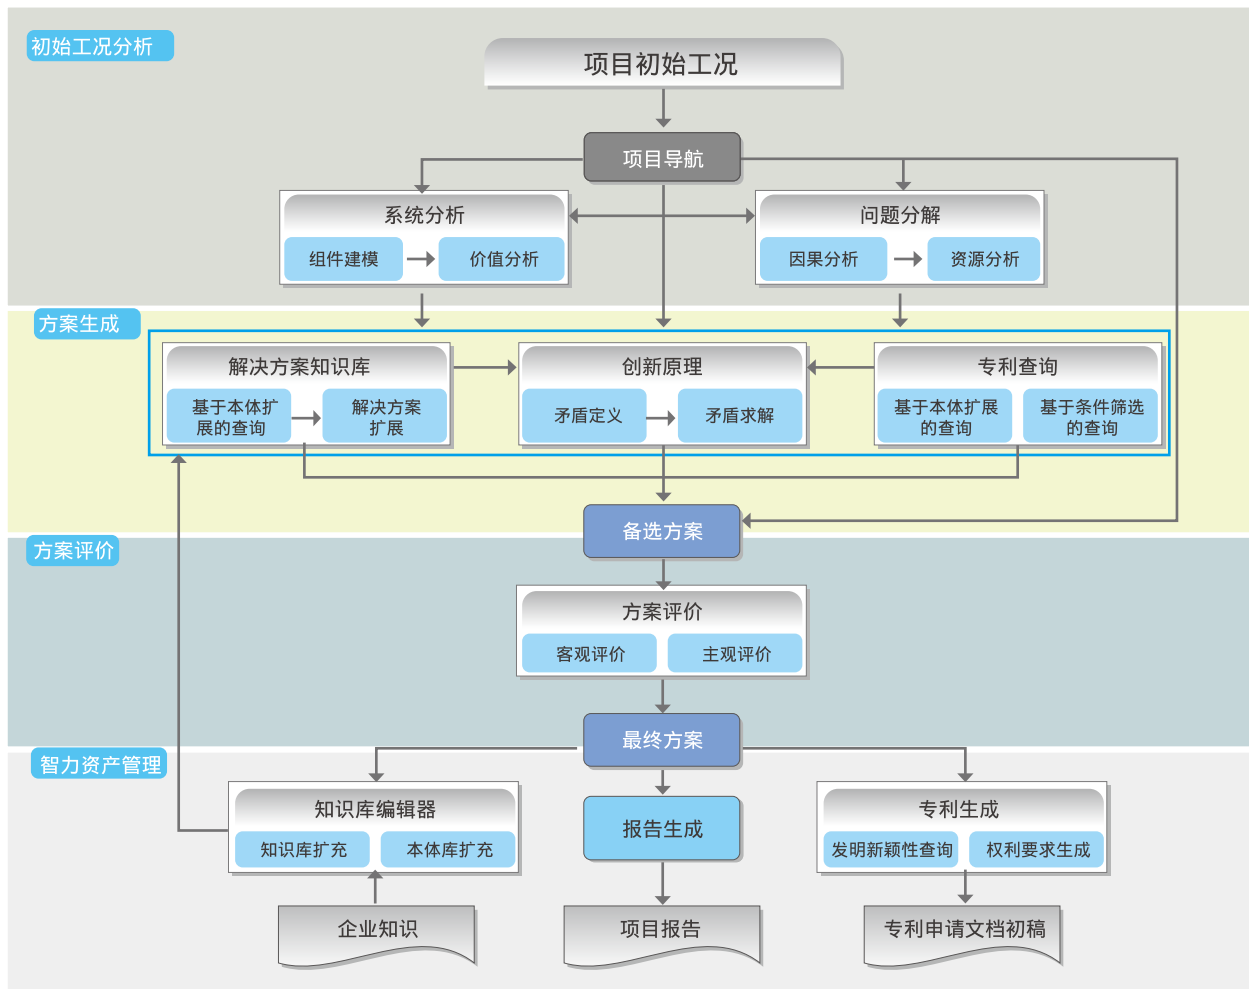 初始工况分析
项目初始工况
项目导航
系统分析
组件建模
价值分析
问题分解
因果分析
资源分析
方案生成
解决方案知识库
基于本体扩
展的查询
解决方案
扩展
创新原理
矛盾定义
矛盾求解
专利查询
基于本体扩展
的查询
基于条件筛选
的查询
备选方案
方案评价
方案评价
客观评价
主观评价
最终方案
智力资产管理
知识库编辑器
知识库扩充
本体库扩充
报告生成
专利生成
发明新颖性查询
权利要求生成
企业知识
项目报告
专利申请文档初稿